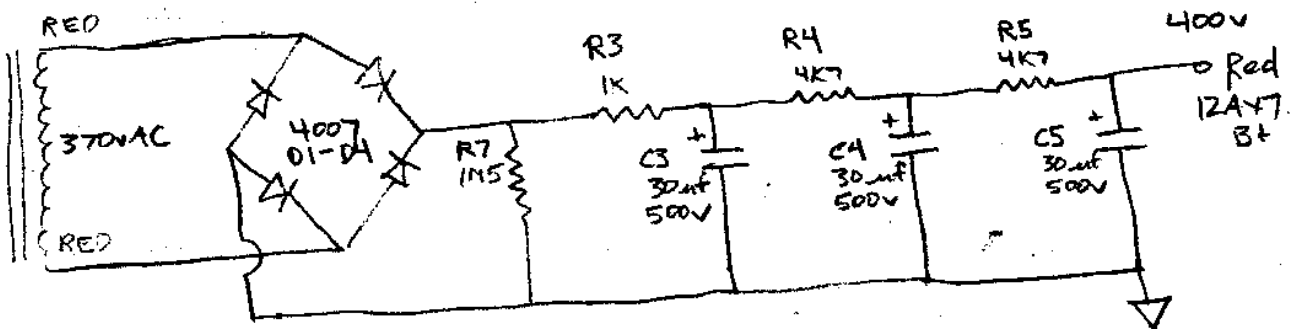 RED
370vAC
RED
4007
D1-D4
R7
1M5
R3
1K
+
C3
30uf
500v
R4
4K7
+
C4
30uf
500v
R5
4K7
+
C5
30uf
500v
400v
Red
12AY7
B+